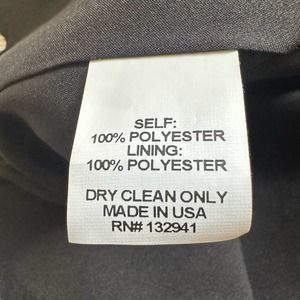 SELF:
100% POLYESTER
LINING:
100% POLYESTER
DRY CLEAN ONLY
MADE IN USA
RN# 132941